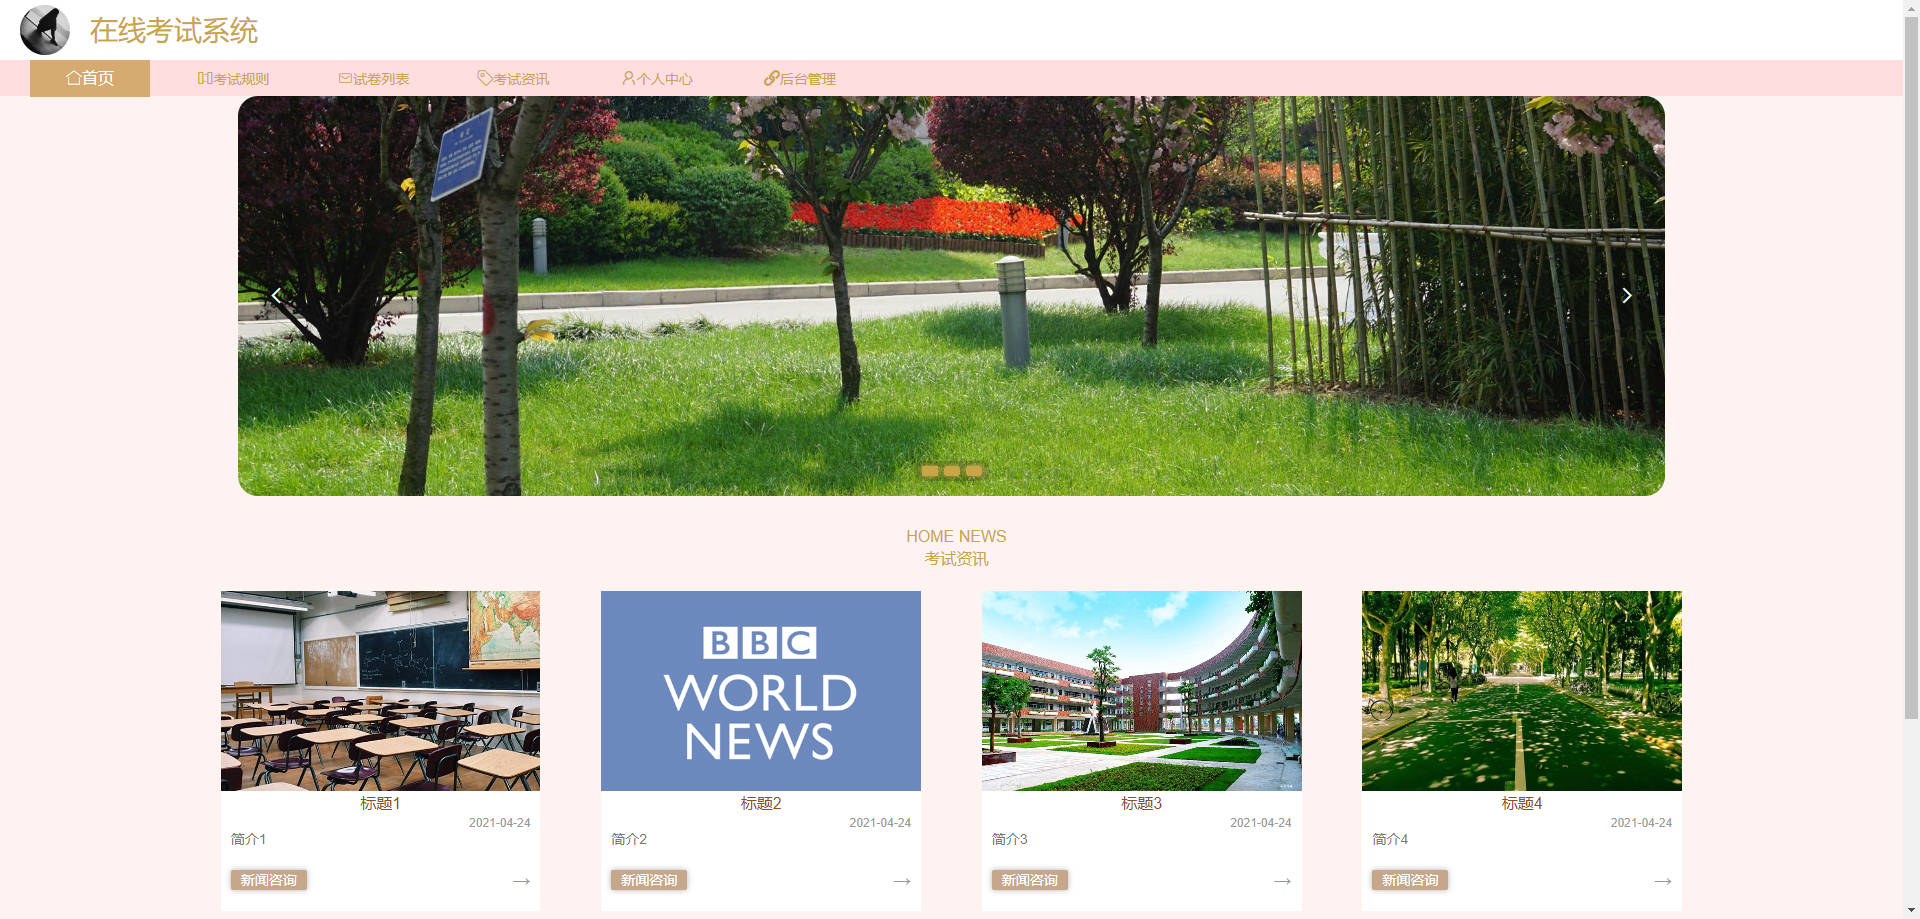 在线考试系统
首页
考试规则
试卷列表
考试资讯
个人中心
后台管理
HOME NEWS
考试资讯
BBC
WORLD
NEWS
标题1
2021-04-24
简介1
新闻咨询
标题2
2021-04-24
简介2
新闻咨询
标题3
2021-04-24
简介3
新闻咨询
标题4
2021-04-24
简介4
新闻咨询